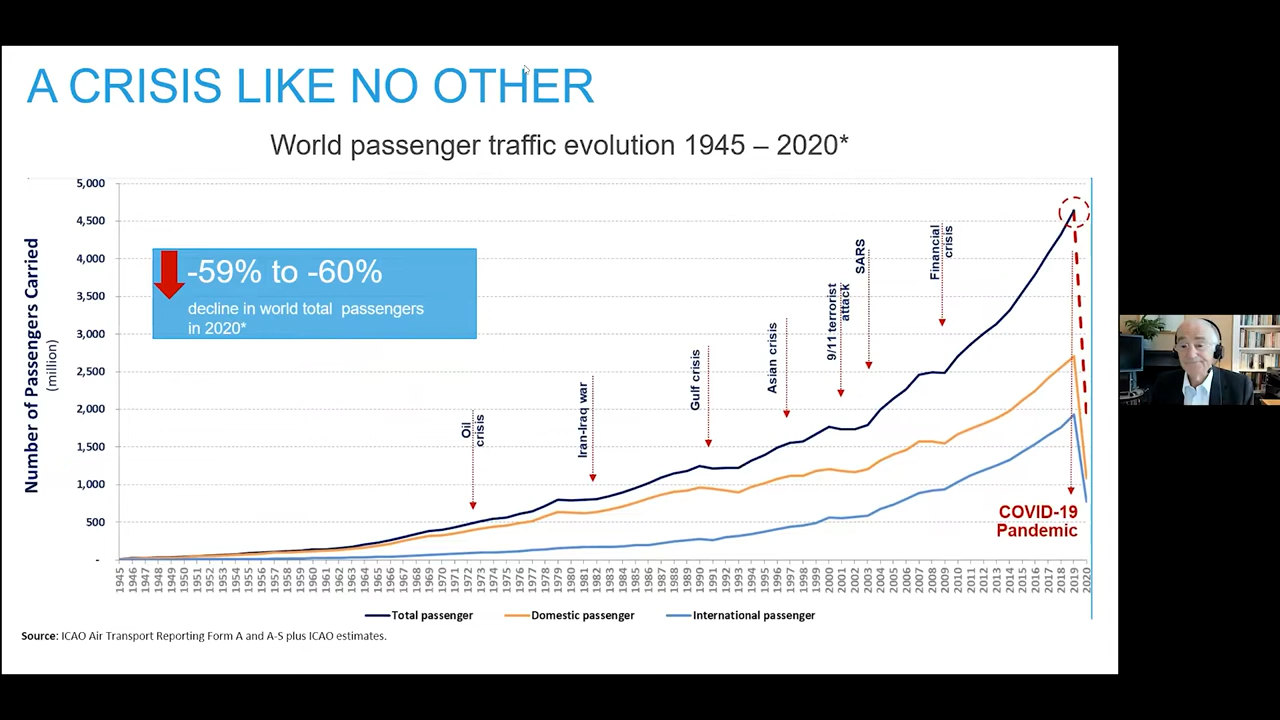 A CRISIS LIKE NO OTHER
World passenger traffic evolution 1945 – 2020*
Number of Passengers Carried
(million)
5,000
4,500
4,000
3,500
3,000
2,500
2,000
1,500
1,000
500
-
-59% to -60%
decline in world total passengers
in 2020*
Oil
crisis
Iran-Iraq war
Gulf crisis
Asian crisis
9/11 terrorist
attack
SARS
Financial
crisis
COVID-19
Pandemic
1945 1946 1947 1948 1949 1950 1951 1952 1953 1954 1955 1956 1957 1958 1959 1960 1961 1962 1963 1964 1965 1966 1967 1968 1969 1970 1971 1972 1973 1974 1975 1976 1977 1978 1979 1980 1981 1982 1983 1984 1985 1986 1987 1988 1989 1990 1991 1992 1993 1994 1995 1996 1997 1998 1999 2000 2001 2002 2003 2004 2005 2006 2007 2008 2009 2010 2011 2012 2013 2014 2015 2016 2017 2018 2019 2020
Total passenger Domestic passenger International passenger
Source: ICAO Air Transport Reporting Form A and A-S plus ICAO estimates.